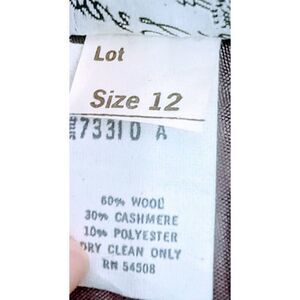 Lot
Size 12
73310 A
60% WOOL
30% CASHMERE
10% POLYESTER
DRY CLEAN ONLY
RN 54508